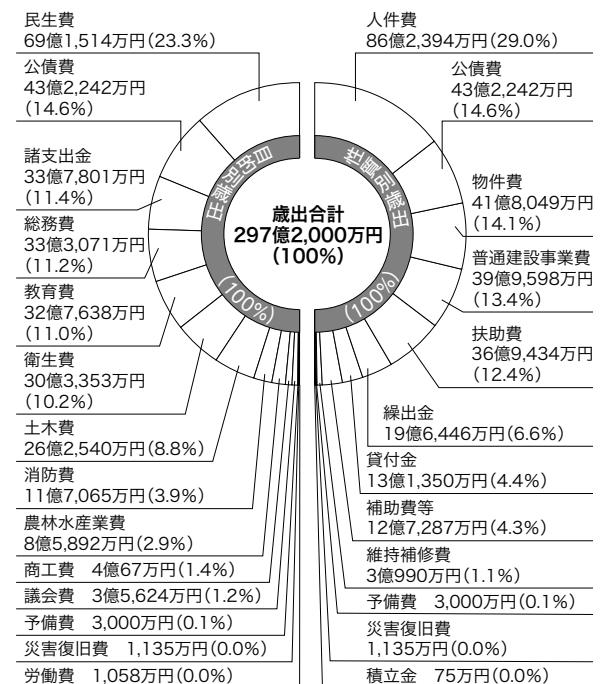 民生費
69億1,514万円(23.3%)
公債費
43億2,242万円
(14.6%)
諸支出金
33億7,801万円
(11.4%)
総務費
33億3,071万円
(11.2%)
教育費
32億7,638万円
(11.0%)
衛生費
30億3,353万円
(10.2%)
土木費
26億2,540万円(8.8%)
消防費
11億7,065万円(3.9%)
農林水産業費
8億5,892万円(2.9%)
商工費 4億67万円(1.4%)
議会費 3億5,624万円(1.2%)
予備費 3,000万円(0.1%)
災害復旧費 1,135万円(0.0%)
労働費 1,058万円(0.0%)
目的別歳出
(100%)
歳出合計
297億2,000万円
(100%)
性質別歳出
(100%)
人件費
86億2,394万円(29.0%)
公債費
43億2,242万円
(14.6%)
物件費
41億8,049万円
(14.1%)
普通建設事業費
39億9,598万円
(13.4%)
扶助費
36億9,434万円
(12.4%)
繰出金
19億6,446万円(6.6%)
貸付金
13億1,350万円(4.4%)
補助費等
12億7,287万円(4.3%)
維持補修費
3億990万円(1.1%)
予備費 3,000万円(0.1%)
災害復旧費
1,135万円(0.0%)
積立金 75万円(0.0%)